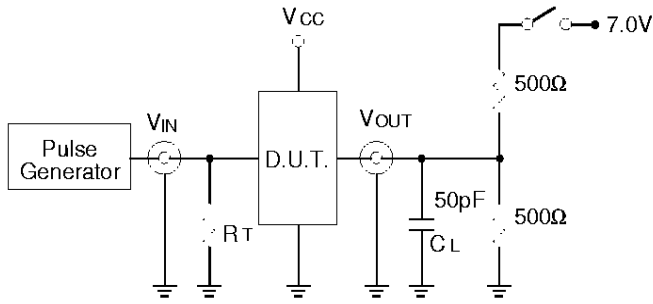 VCC
7.0V
500Ω
VIN
VOUT
Pulse
Generator
D.U.T.
50pF
500Ω
RT
CL